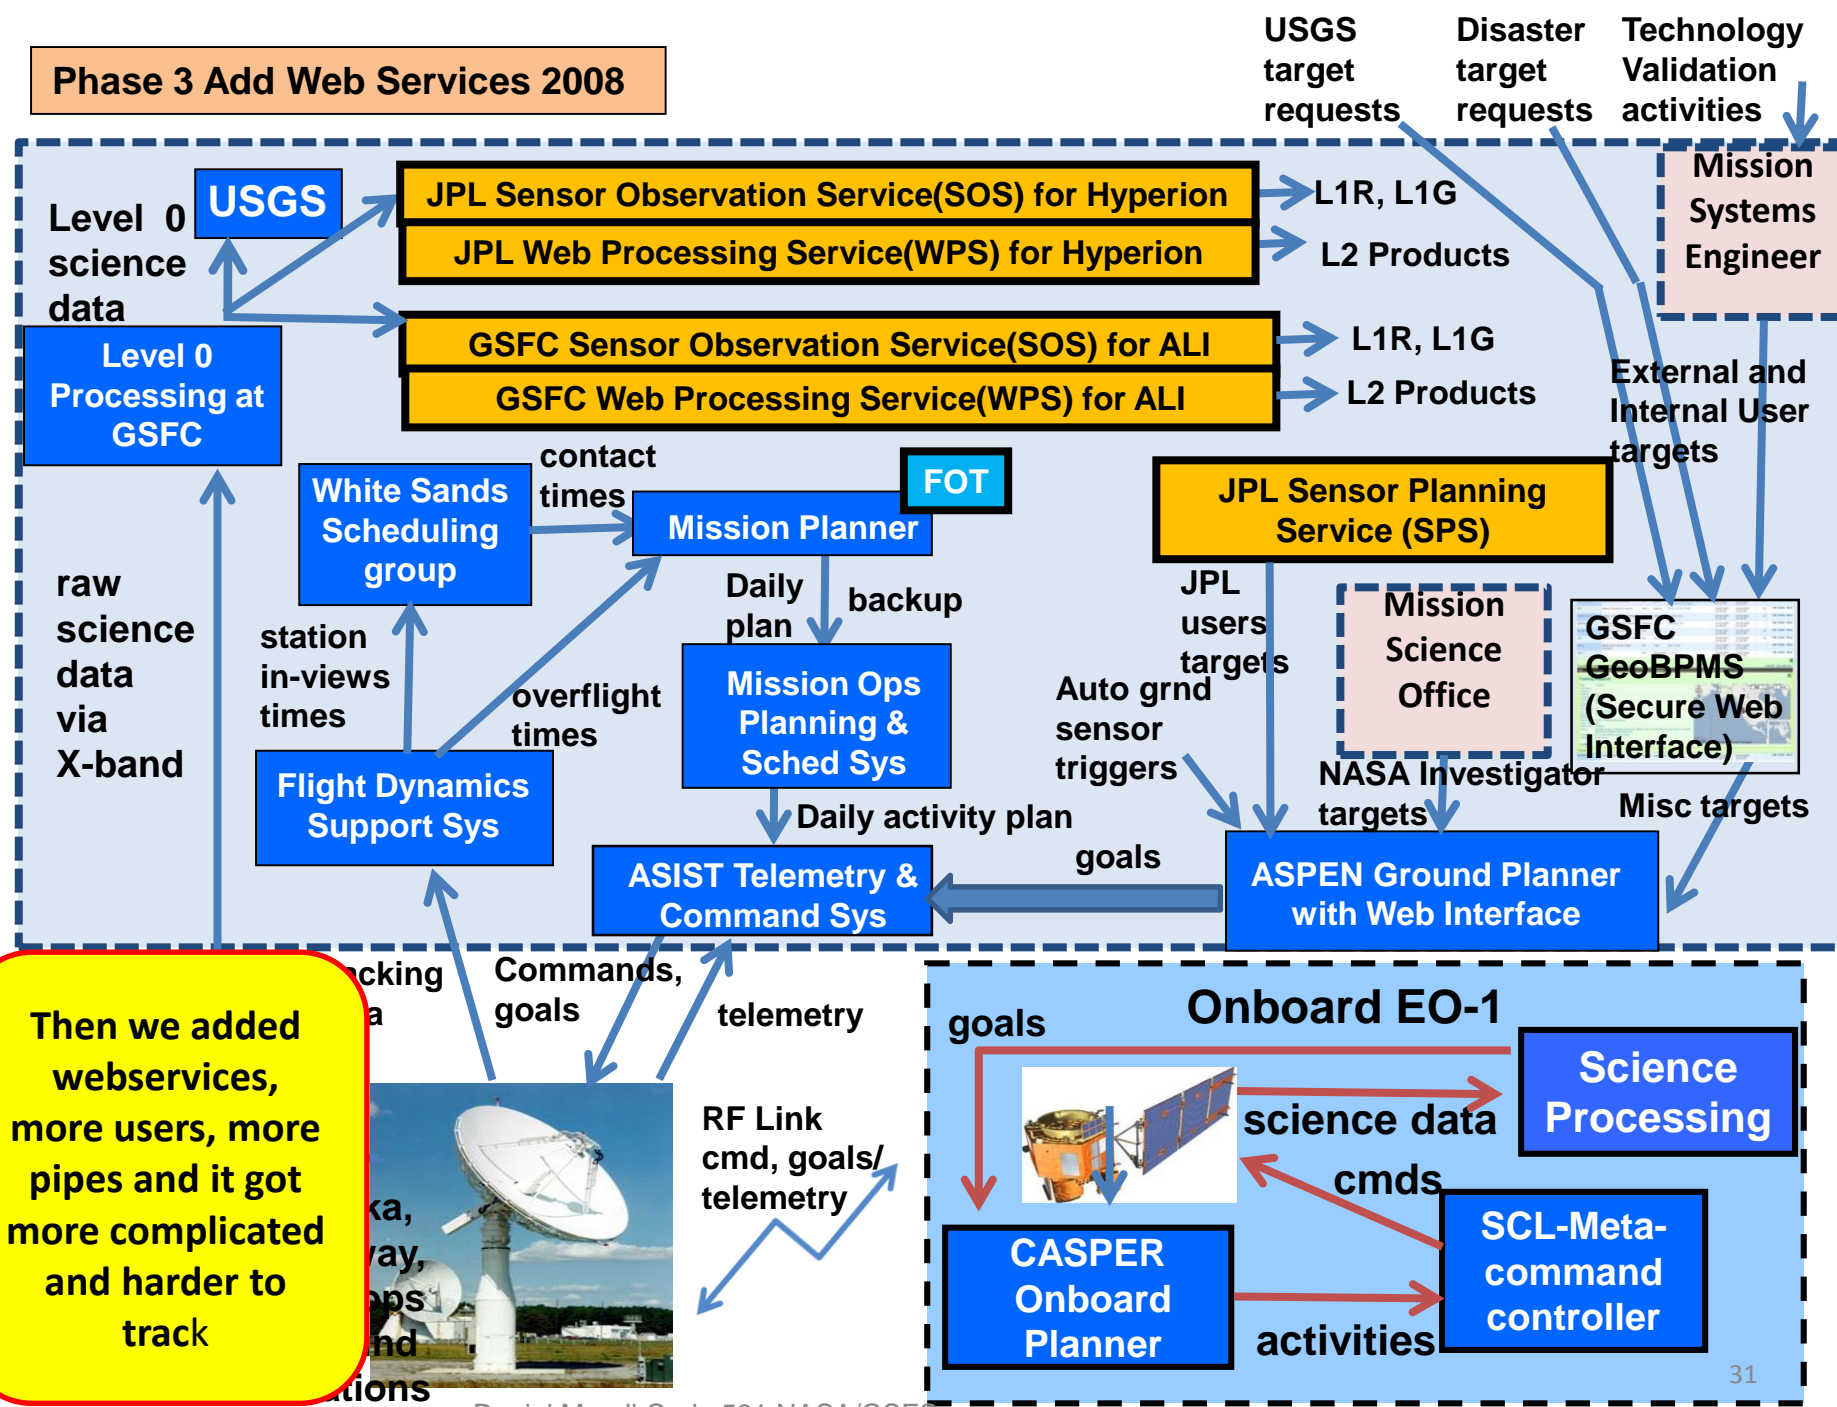 Phase 3 Add Web Services 2008
USGS
target
requests
Disaster
target
requests
Technology
Validation
activities
Mission
Systems
Engineer
Level 0
science
data
USGS
JPL Sensor Observation Service(SOS) for Hyperion
L1R, L1G
JPL Web Processing Service(WPS) for Hyperion
L2 Products
GSFC Sensor Observation Service(SOS) for ALI
L1R, L1G
GSFC Web Processing Service(WPS) for ALI
L2 Products
Level 0
Processing at
GSFC
External and
Internal User
targets
contact
times
White Sands
Scheduling
group
FOT
Mission Planner
JPL Sensor Planning
Service (SPS)
raw
science
data
via
X-band
station
in-views
times
overflight
times
Daily
plan
backup
Mission Ops
Planning &
Sched Sys
JPL
users
targets
Auto grnd
sensor
triggers
Mission
Science
Office
GSFC
GeoBPMS
(Secure Web
Interface)
NASA Investigator
targets
Misc targets
Flight Dynamics
Support Sys
Daily activity plan
ASIST Telemetry &
Command Sys
goals
ASPEN Ground Planner
with Web Interface
Then we added
webservices,
more users, more
pipes and it got
more complicated
and harder to
track
Commands,
goals
telemetry
RF Link
cmd, goals/
telemetry
Onboard EO-1
goals
Science
Processing
science data
cmds
SCL-Meta-
command
controller
CASPER
Onboard
Planner
activities
31